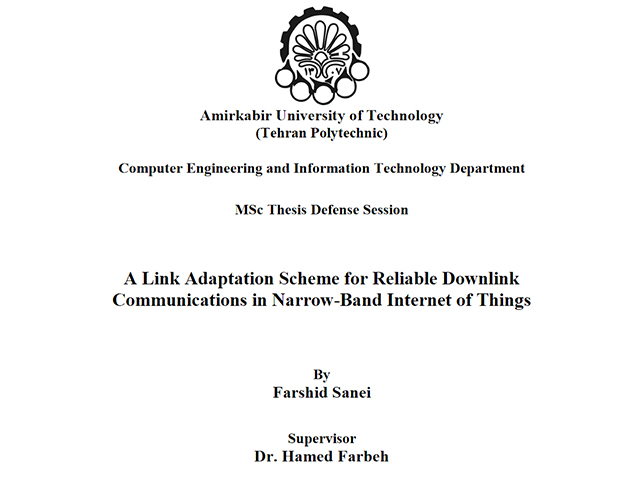 ۱۳۰۷
Amirkabir University of Technology
(Tehran Polytechnic)
Computer Engineering and Information Technology Department
MSc Thesis Defense Session
A Link Adaptation Scheme for Reliable Downlink
Communications in Narrow-Band Internet of Things
By
Farshid Sanei
Supervisor
Dr. Hamed Farbeh